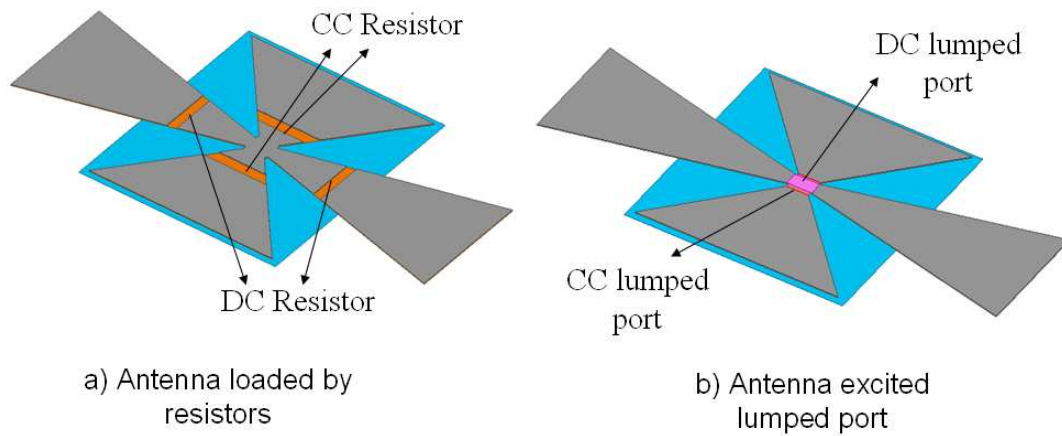 CC Resistor
DC Resistor
a) Antenna loaded by
resistors
DC lumped
port
CC lumped
port
b) Antenna excited
lumped port